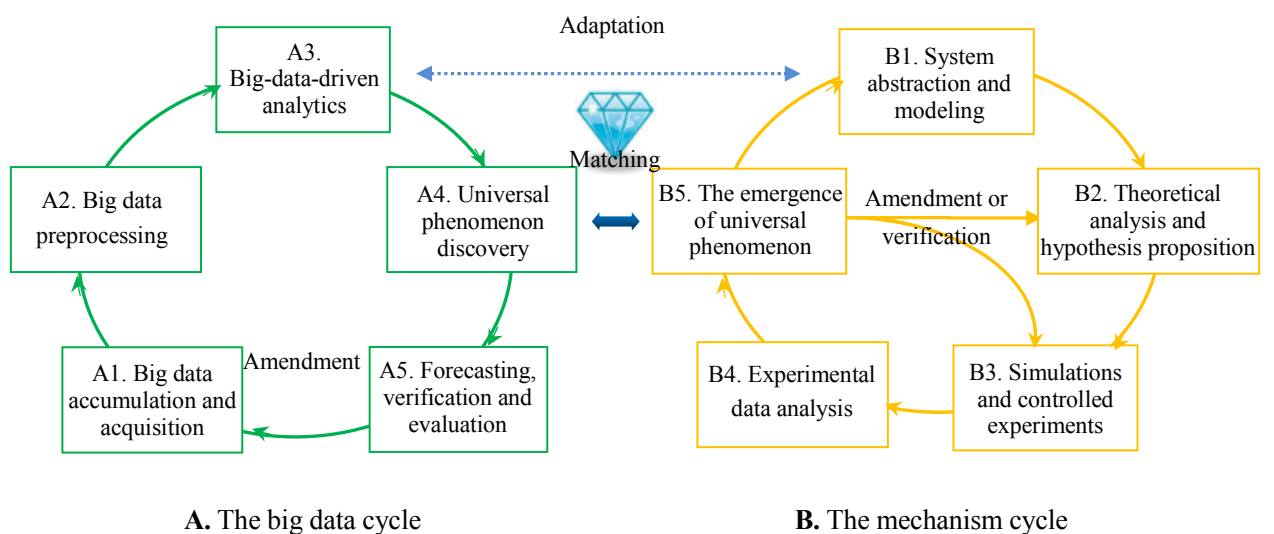 Adaptation
A3.
Big-data-driven
analytics
B1. System
abstraction and
modeling
Matching
A2. Big data
preprocessing
A4. Universal
phenomenon
discovery
B5. The emergence
of universal
phenomenon
Amendment or
verification
B2. Theoretical
analysis and
hypothesis proposition
A1. Big data
accumulation and
acquisition
Amendment
A5. Forecasting,
verification and
evaluation
B4. Experimental
data analysis
B3. Simulations
and controlled
experiments
A. The big data cycle
B. The mechanism cycle